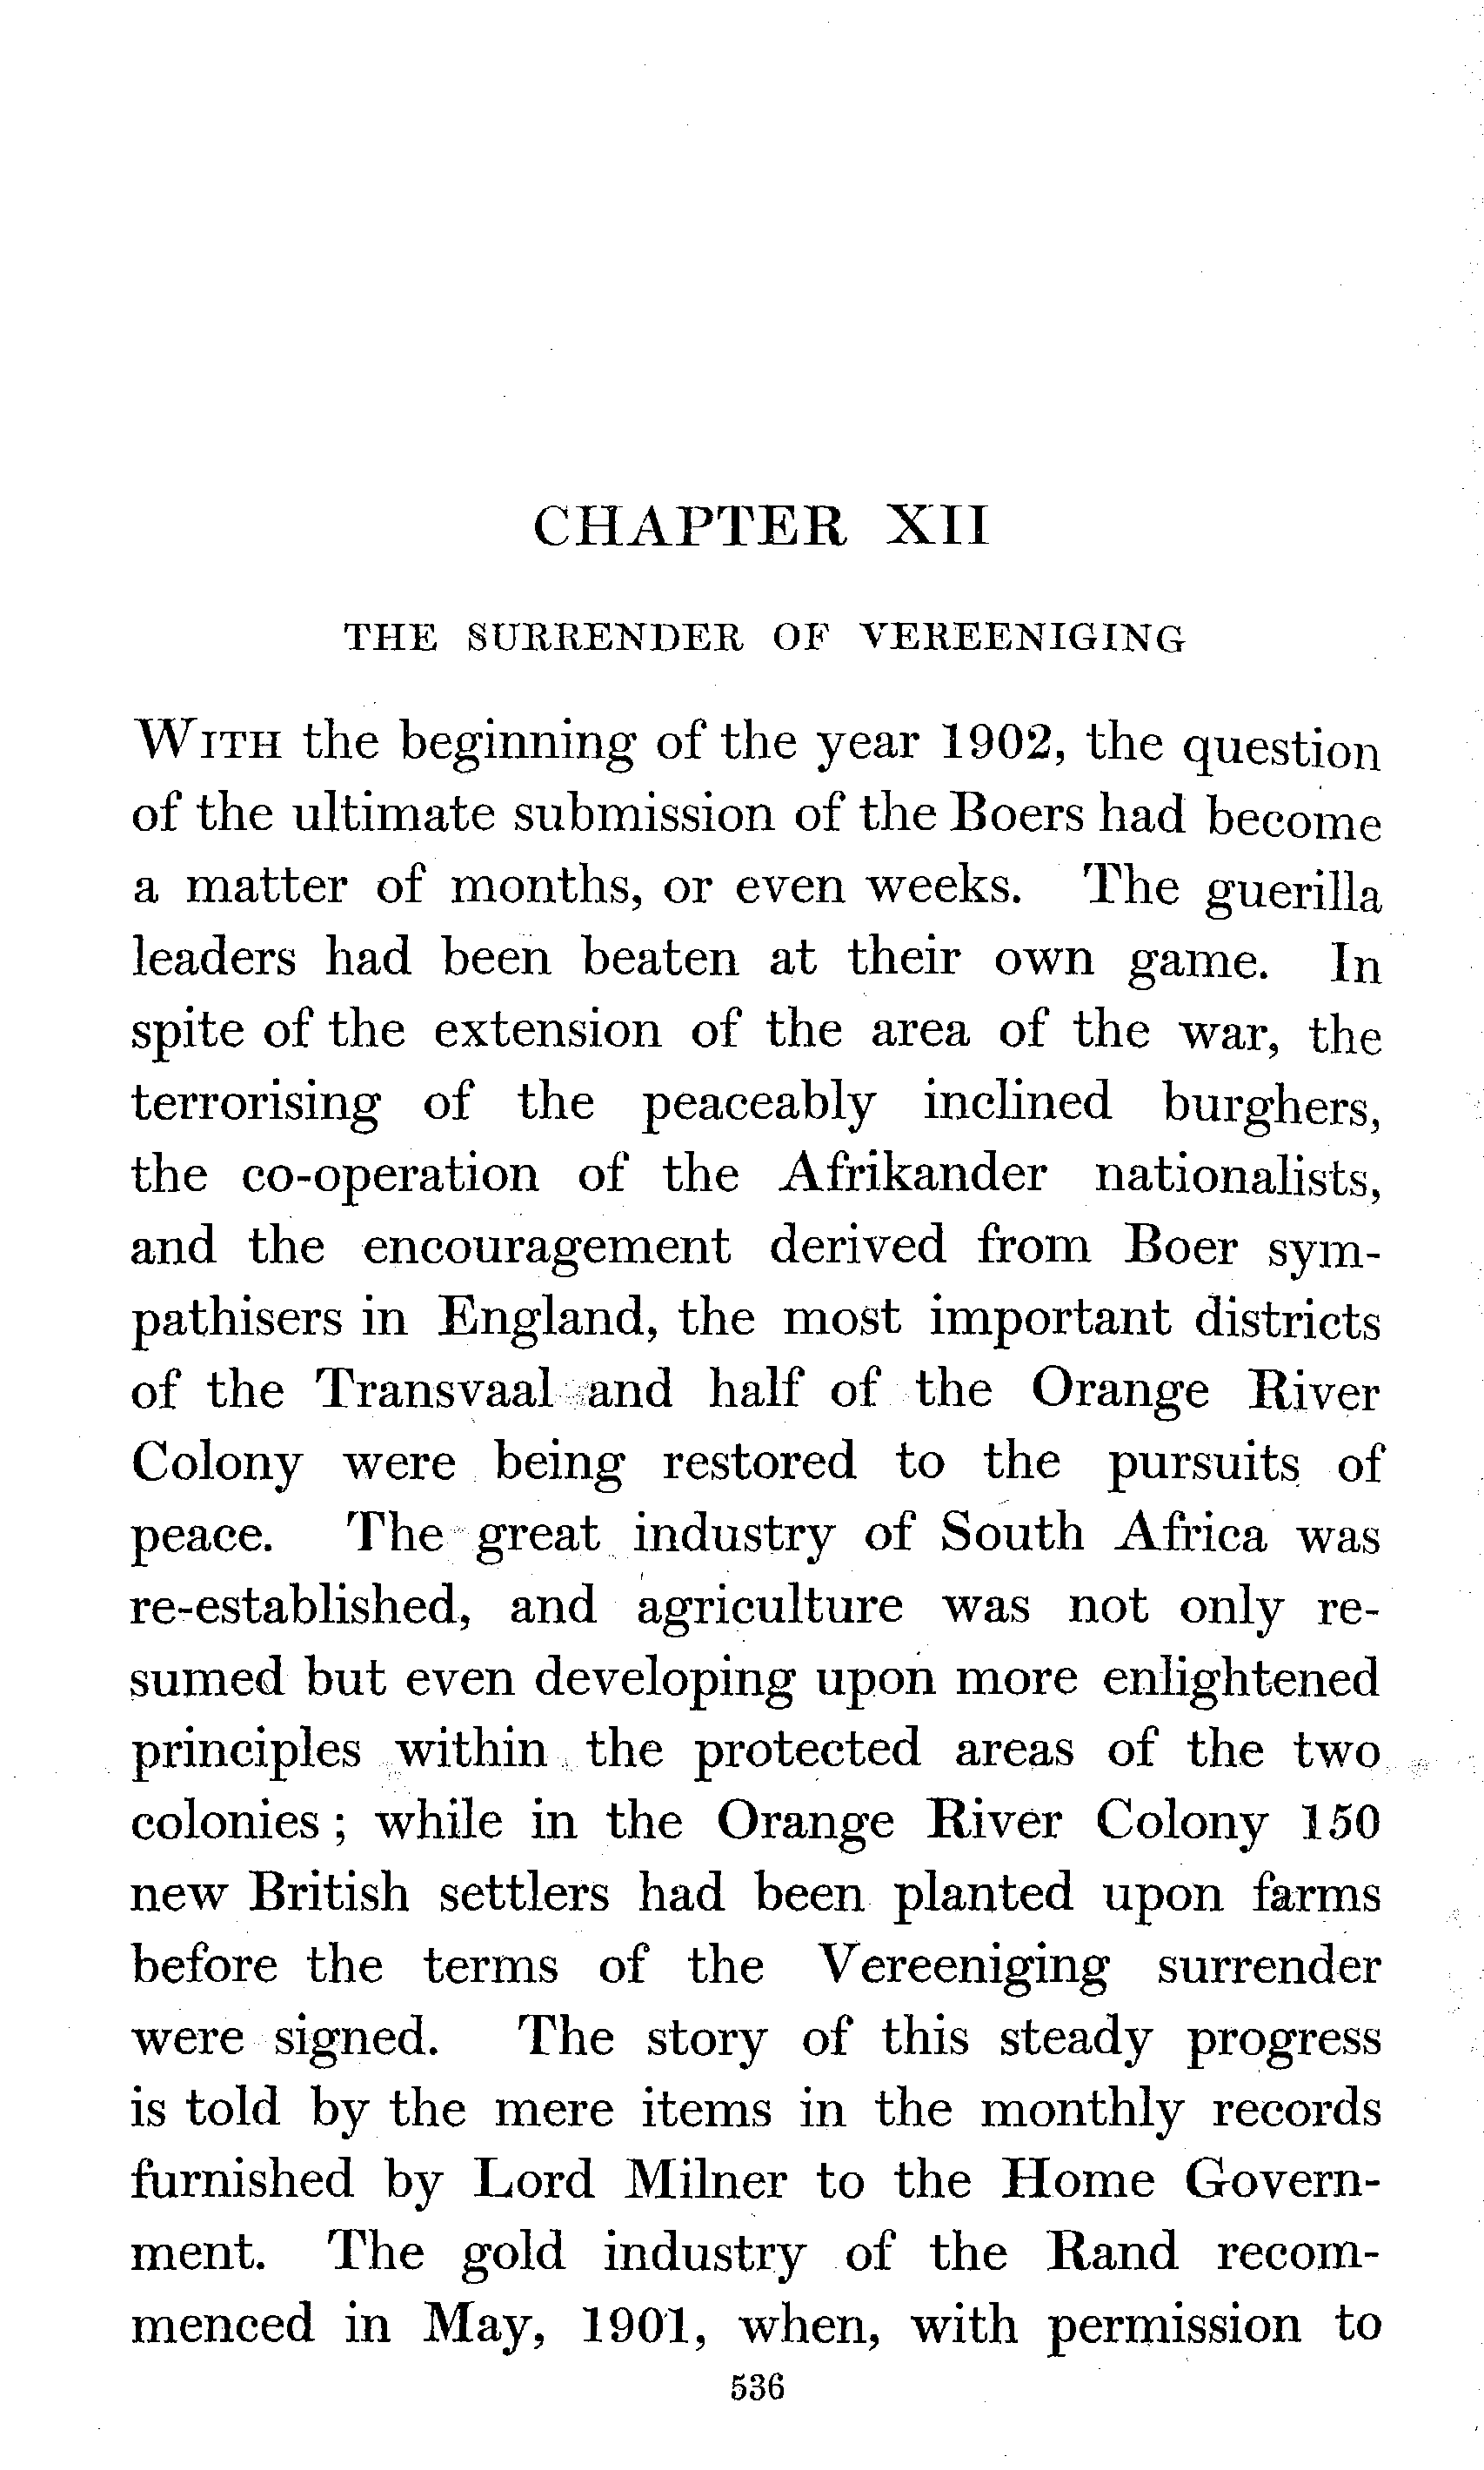 CHAPTER XII
THE SURRENDER OF VEREENIGING
WITH the beginning of the year 1902, the question
of the ultimate submission of the Boers had become
a matter of months, or even weeks. The guerilla
leaders had been beaten at their own game. In
spite of the extension of the area of the war, the
terrorising of the peaceably inclined burghers,
the co-operation of the Afrikander nationalists,
and the encouragement derived from Boer sym-
pathisers in England, the most important districts
of the Transvaal and half of the Orange River
Colony were being restored to the pursuits of
peace. The great industry of South Africa was
re-established, and agriculture was not only re-
sumed but even developing upon more enlightened
principles within the protected areas of the two
colonies ; while in the Orange River Colony 150
new British settlers had been planted upon farms
before the terms of the Vereeniging surrender
were signed. The story of this steady progress
is told by the mere items in the monthly records
furnished by Lord Milner to the Home Govern-
ment. The gold industry of the Rand recom-
menced in May, 1901, when, with permission to
536